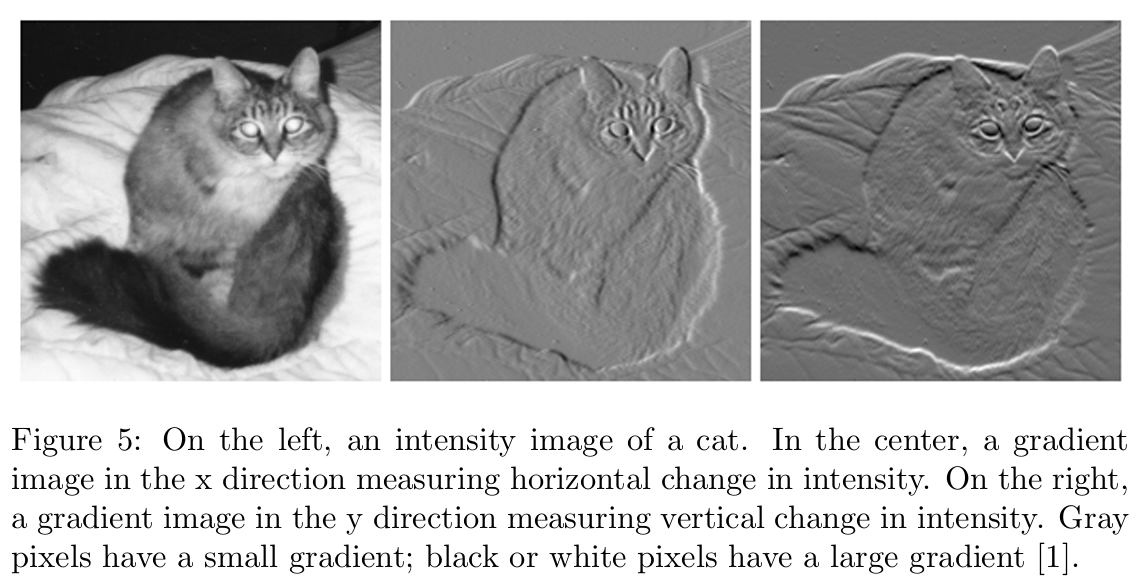 Figure 5: On the left, an intensity image of a cat. In the center, a gradient
image in the x direction measuring horizontal change in intensity. On the right,
a gradient image in the y direction measuring vertical change in intensity. Gray
pixels have a small gradient; black or white pixels have a large gradient [1].